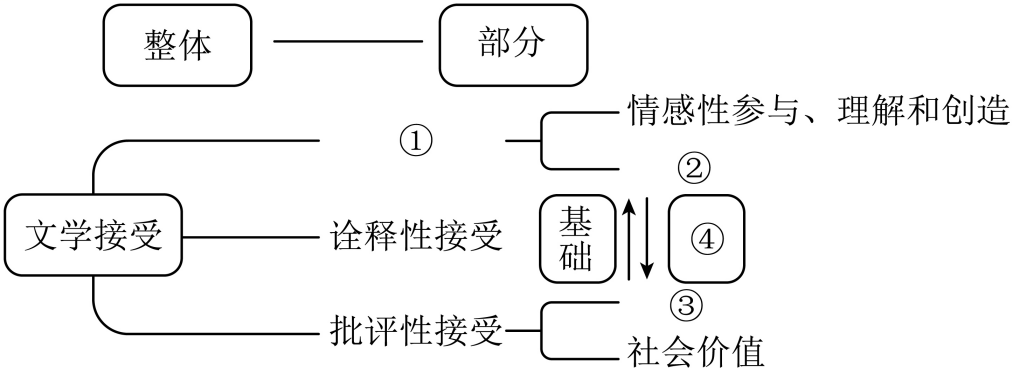 整体
部分
情感性参与、理解和创造
①
②
文学接受
诠释性接受
基础
④
③
批评性接受
社会价值